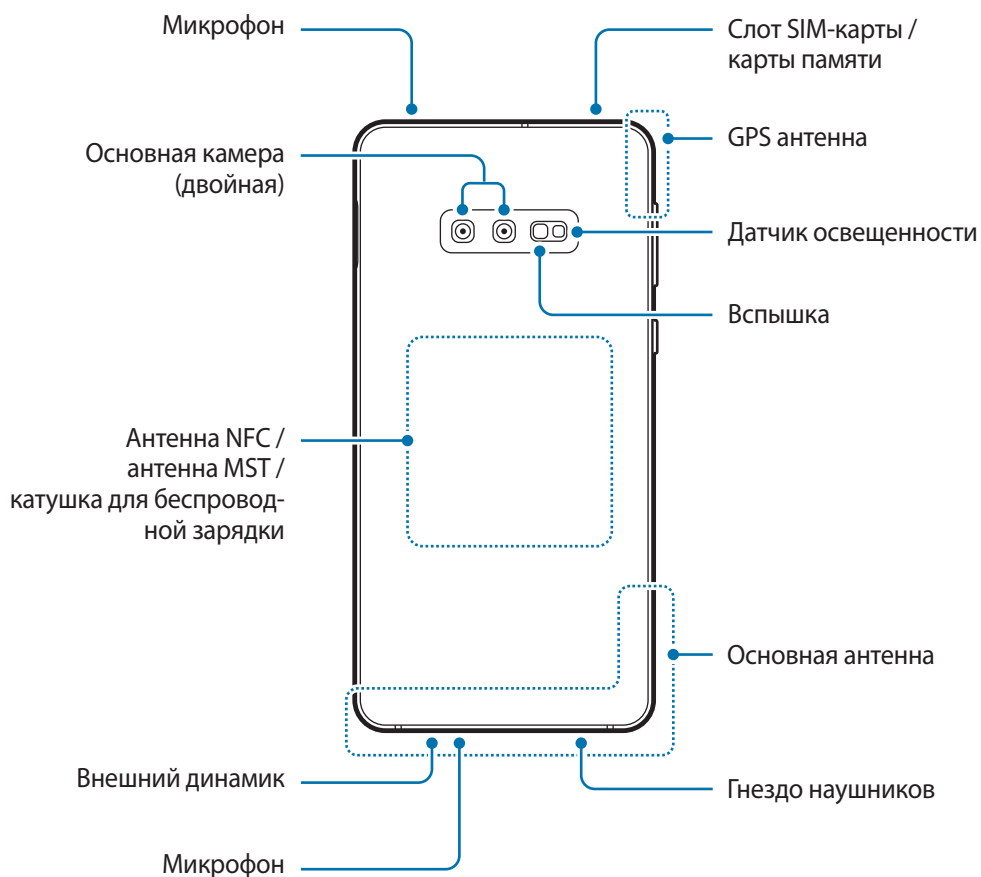 Микрофон
Слот SIM-карты /
карты памяти
GPS антенна
Основная камера
(двойная)
Датчик освещенности
Вспышка
Антенна NFC /
антенна MST /
катушка для беспровод-
ной зарядки
Основная антенна
Внешний динамик
Гнездо наушников
Микрофон